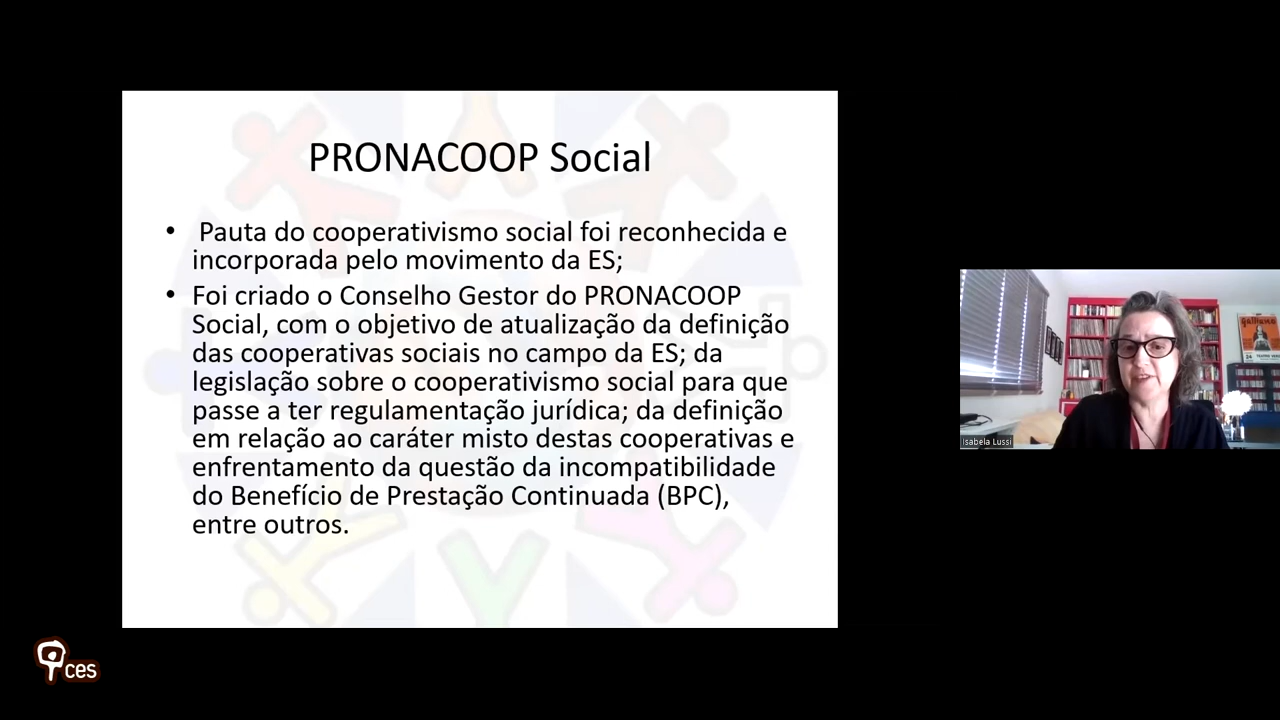 PRONACOOP Social
• Pauta do cooperativismo social foi reconhecida e
incorporada pelo movimento da ES;
• Foi criado o Conselho Gestor do PRONACOOP
Social, com o objetivo de atualização da definição
das cooperativas sociais no campo da ES; da
legislação sobre o cooperativismo social para que
passe a ter regulamentação jurídica; da definição
em relação ao caráter misto destas cooperativas e
enfrentamento da questão da incompatibilidade
do Benefício de Prestação Continuada (BPC),
entre outros.
galileu
Isabela Lussi
ces